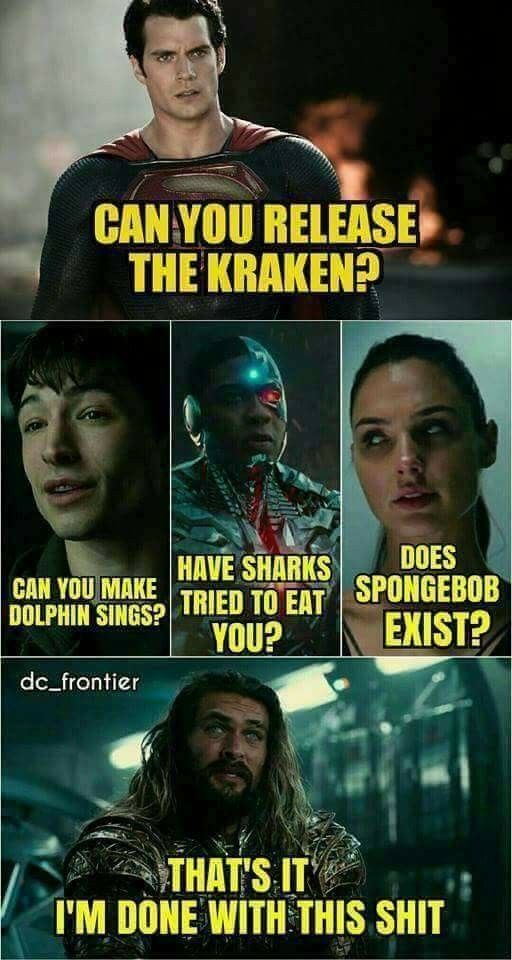 CAN YOU RELEASE
THE KRAKEN?
CAN YOU MAKE
DOLPHIN SINGS?
HAVE SHARKS
TRIED TO EAT
YOU?
DOES
SPONGEBOB
EXIST?
dc_frontier
THAT'S IT
I'M DONE WITH THIS SHIT